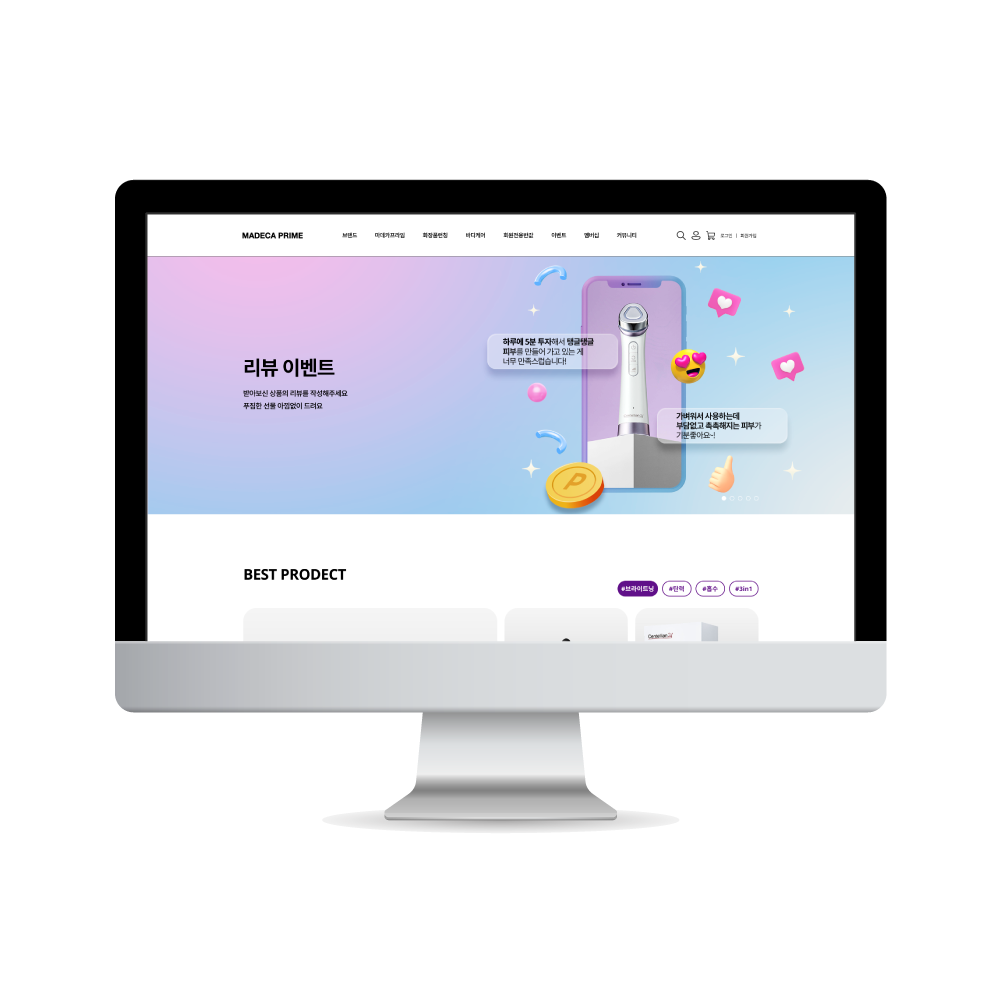 MADECA PRIME
브랜드 마데카프라임 화장품런칭 바디케어 회원전용반값 이벤트 멤버십 커뮤니티
로그인 | 회원가입
리뷰 이벤트
받아보신 상품의 리뷰를 작성해주세요
푸짐한 선물 아낌없이 드려요
하루에 5분 투자해서 탱글탱글
피부를 만들어 가고 있는 게
너무 만족스럽습니다!
가벼워서 사용하는데
부담없고 촉촉해지는 피부가
기분좋아요~!
P
BEST PRODECT
#브라이트닝 #탄력 #흡수 #3in1